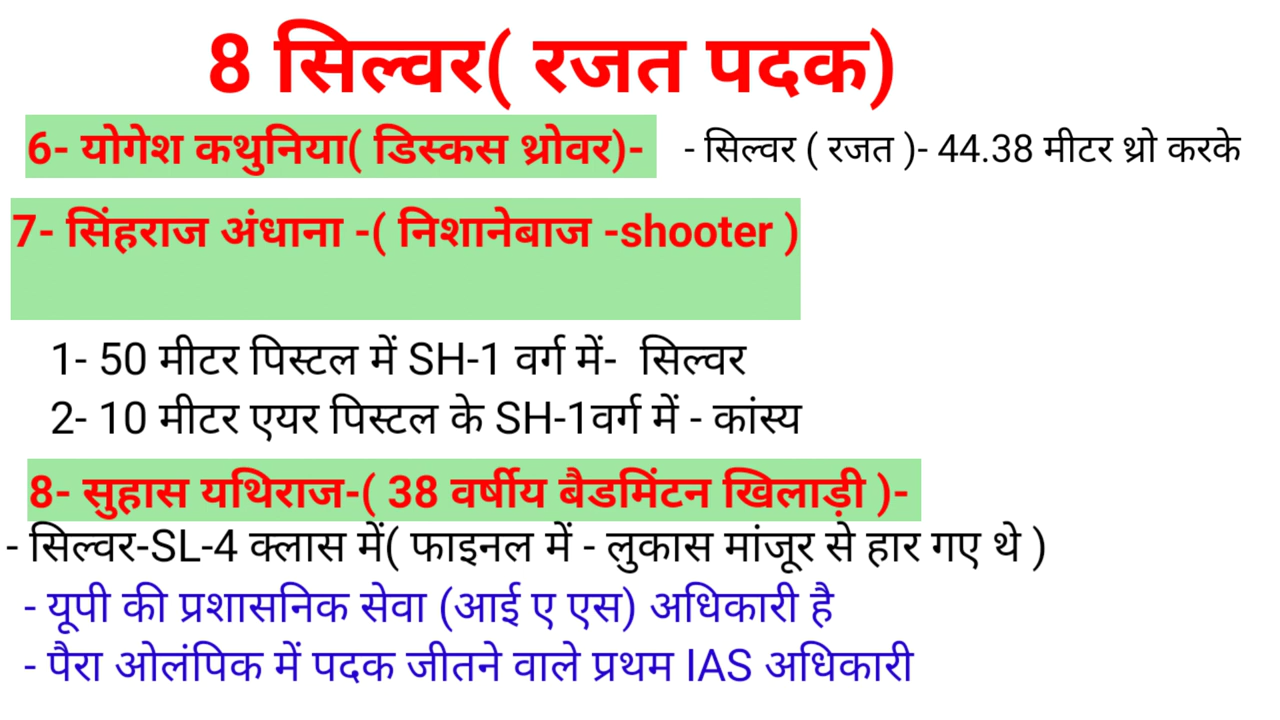 8 सिल्वर( रजत पदक)
6- योगेश कथुनिया( डिस्कस थ्रोवर)- - सिल्वर ( रजत )- 44.38 मीटर थ्रो करके
7- सिंहराज अंधाना -( निशानेबाज -shooter )
1- 50 मीटर पिस्टल में SH-1 वर्ग में- सिल्वर
2- 10 मीटर एयर पिस्टल के SH-1वर्ग में - कांस्य
8- सुहास यथिराज-( 38 वर्षीय बैडमिंटन खिलाड़ी )-
- सिल्वर-SL-4 क्लास में( फाइनल में - लुकास मांजूर से हार गए थे )
- यूपी की प्रशासनिक सेवा (आई ए एस) अधिकारी है
- पैरा ओलंपिक में पदक जीतने वाले प्रथम IAS अधिकारी